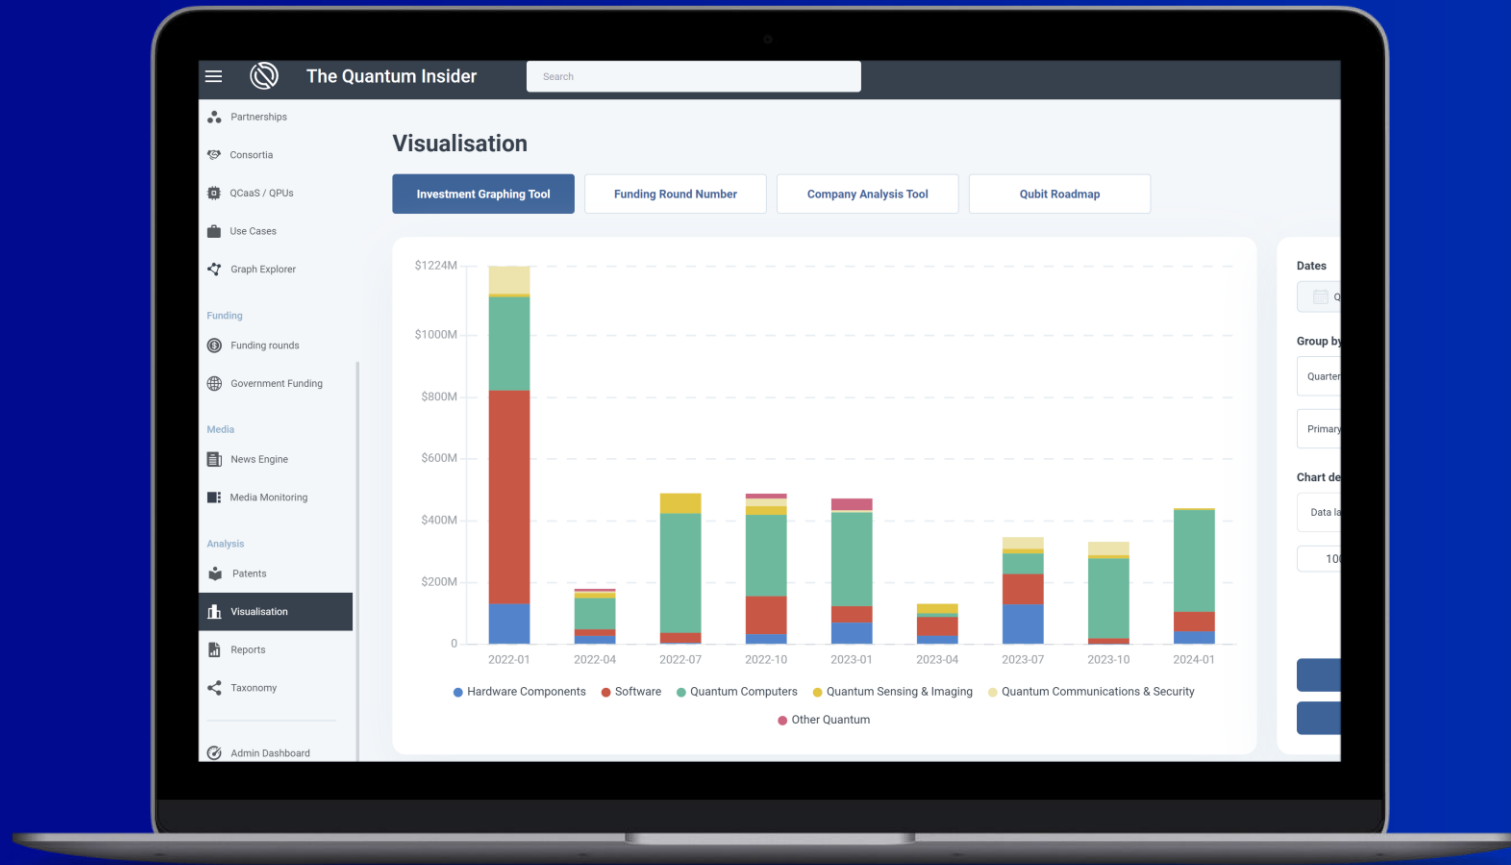 The Quantum Insider
Search
Partnerships
Consortia
QCaaS / QPUs
Use Cases
Graph Explorer
Funding
Funding rounds
Government Funding
Media
News Engine
Media Monitoring
Analysis
Patents
Visualisation
Reports
Taxonomy
Admin Dashboard
Visualisation
Investment Graphing Tool
Funding Round Number
Company Analysis Tool
Qubit Roadmap
$1224M
$1000M
$800M
$600M
$400M
$200M
0
2022-01 2022-04 2022-07 2022-10 2023-01 2023-04 2023-07 2023-10 2024-01
Hardware Components Software Quantum Computers Quantum Sensing & Imaging Quantum Communications & Security
Other Quantum
Dates
Q
Group by
Quarter
Primary
Chart de
Data la
100